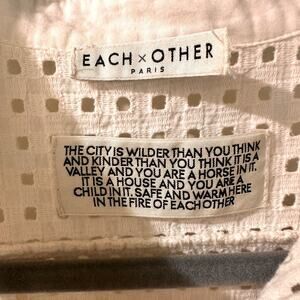 EACH × OTHER
PARIS
THE CITY IS WILDER THAN YOU THINK
AND KINDER THAN YOU THINK IT IS A
VALLEY AND YOU ARE A HORSE IN IT.
IT IS A HOUSE AND YOU ARE A
CHILD IN IT. SAFE AND WARM HERE
IN THE FIRE OF EACH OTHER